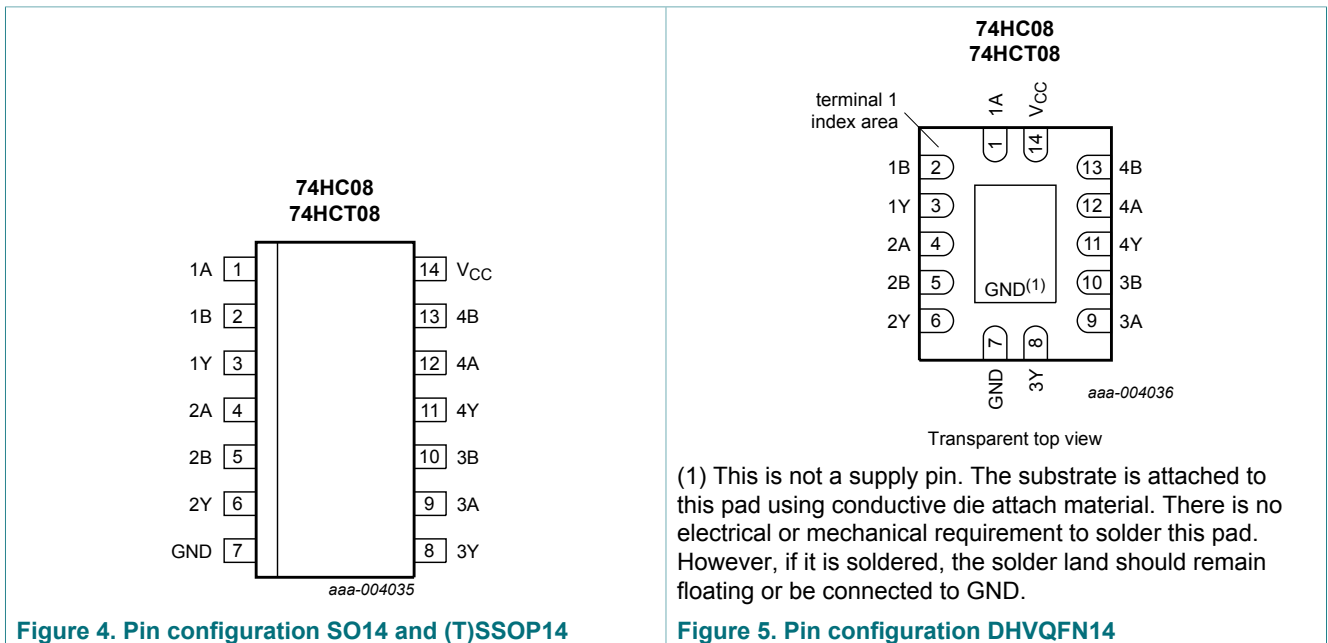 74HC08
74HCT08
1A 1 14 VCC
1B 2 13 4B
1Y 3 12 4A
2A 4 11 4Y
2B 5 10 3B
2Y 6 9 3A
GND 7 8 3Y
aaa-004035
Figure 4. Pin configuration SO14 and (T)SSOP14
74HC08
74HCT08
terminal 1
index area
1A VCC
1 14
1B 2 13 4B
1Y 3 12 4A
2A 4 11 4Y
2B 5 10 3B
GND(1)
2Y 6 9 3A
7 8
GND 3Y
aaa-004036
Transparent top view
(1) This is not a supply pin. The substrate is attached to
this pad using conductive die attach material. There is no
electrical or mechanical requirement to solder this pad.
However, if it is soldered, the solder land should remain
floating or be connected to GND.
Figure 5. Pin configuration DHVQFN14